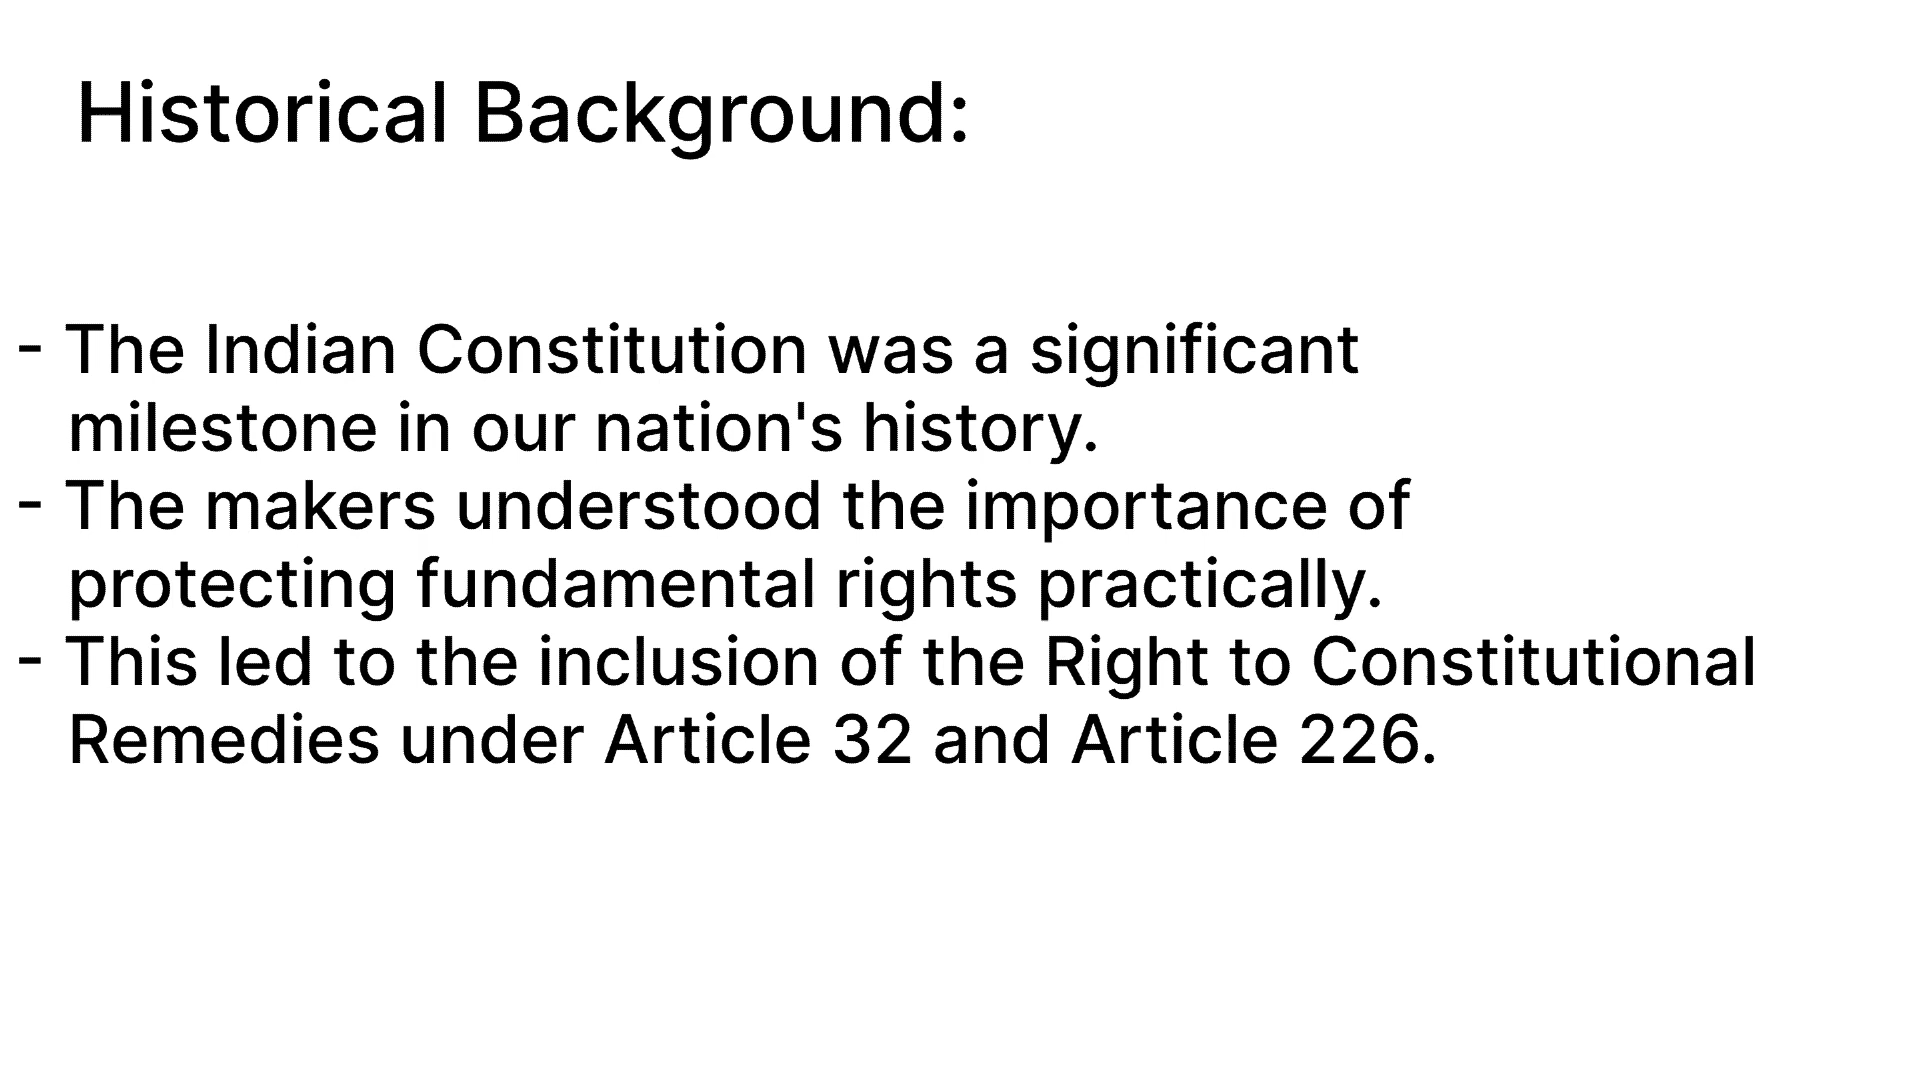 Historical Background:
- The Indian Constitution was a significant
milestone in our nation's history.
- The makers understood the importance of
protecting fundamental rights practically.
- This led to the inclusion of the Right to Constitutional
Remedies under Article 32 and Article 226.